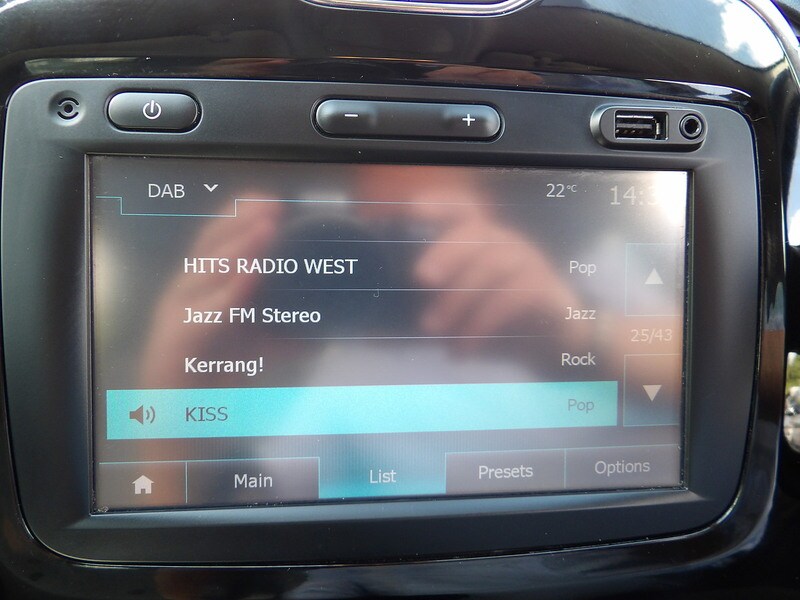 − +
DAB 22°C
HITS RADIO WEST Pop
Jazz FM Stereo Jazz
25/43
Kerrang! Rock
KISS Pop
Main List Presets Options